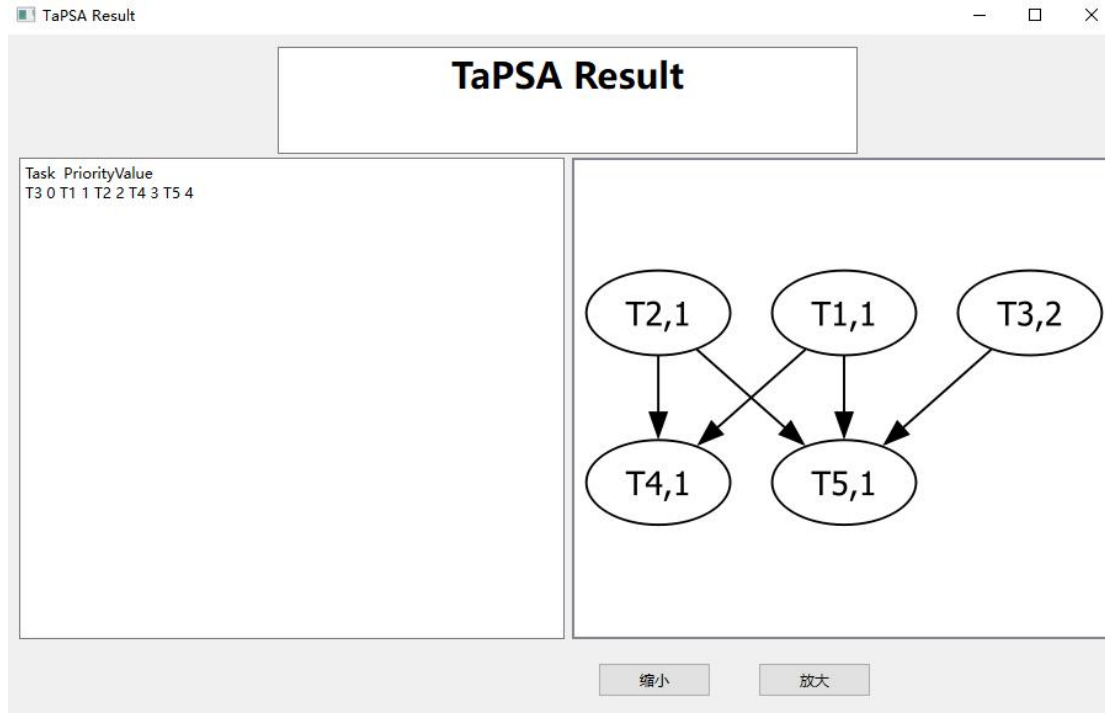 TaPSA Result
TaPSA Result
Task PriorityValue
T3 0 T1 1 T2 2 T4 3 T5 4
T2,1 T1,1 T3,2
T4,1 T5,1
缩小 放大